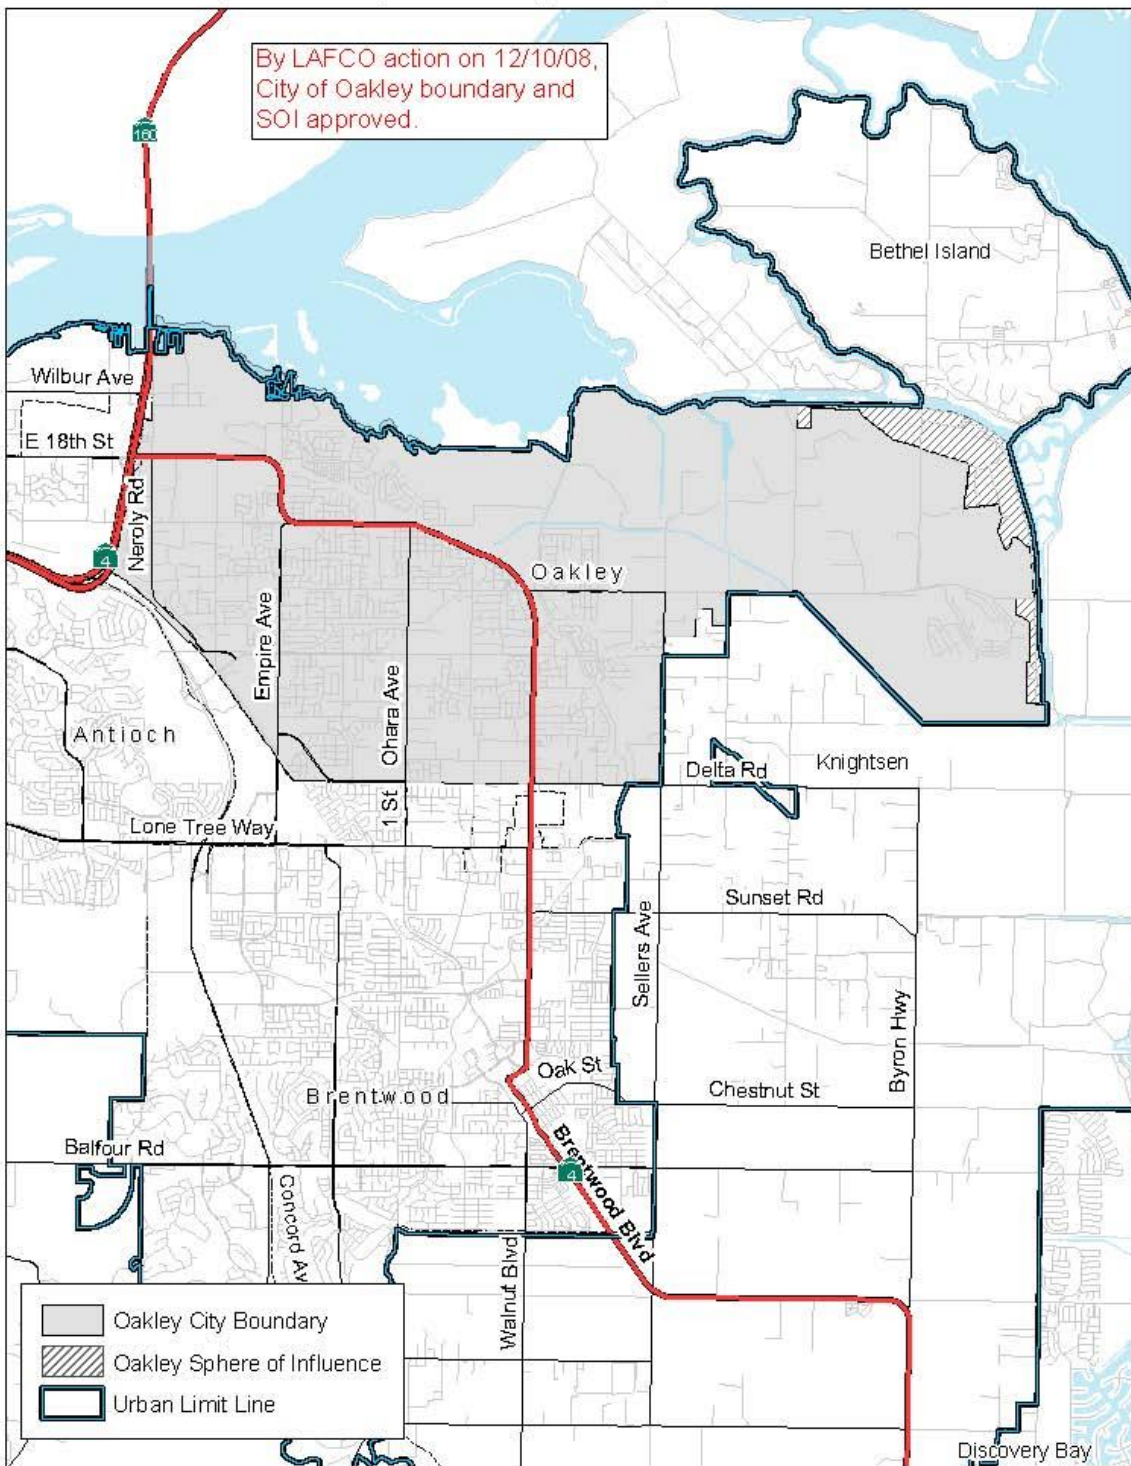 By LAFCO action on 12/10/08,
City of Oakley boundary and
SOI approved.
160
Bethel Island
Wilbur Ave
E 18th St
Neroly Rd
4
Oakley
Empire Ave
Ohara Ave
Antioch
1 St
Delta Rd
Knightsen
Lone Tree Way
Sunset Rd
Sellers Ave
Byron Hwy
Oak St
Chestnut St
Brentwood
Balfour Rd
Brentwood Blvd
4
Concord Av
Walnut Blvd
Oakley City Boundary
Oakley Sphere of Influence
Urban Limit Line
Discovery Bay